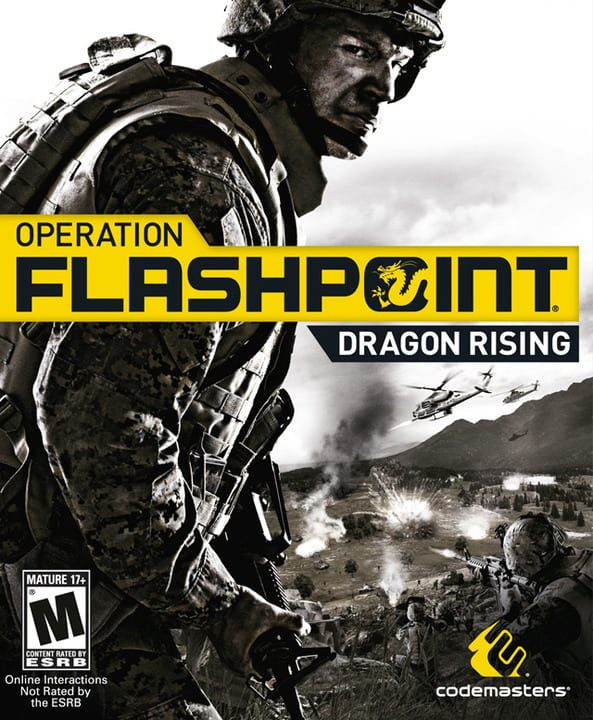 OPERATION
FLASHPOINT®
DRAGON RISING
MATURE 17+
M®
CONTENT RATED BY
ESRB
Online Interactions
Not Rated by
the ESRB
codemasters®